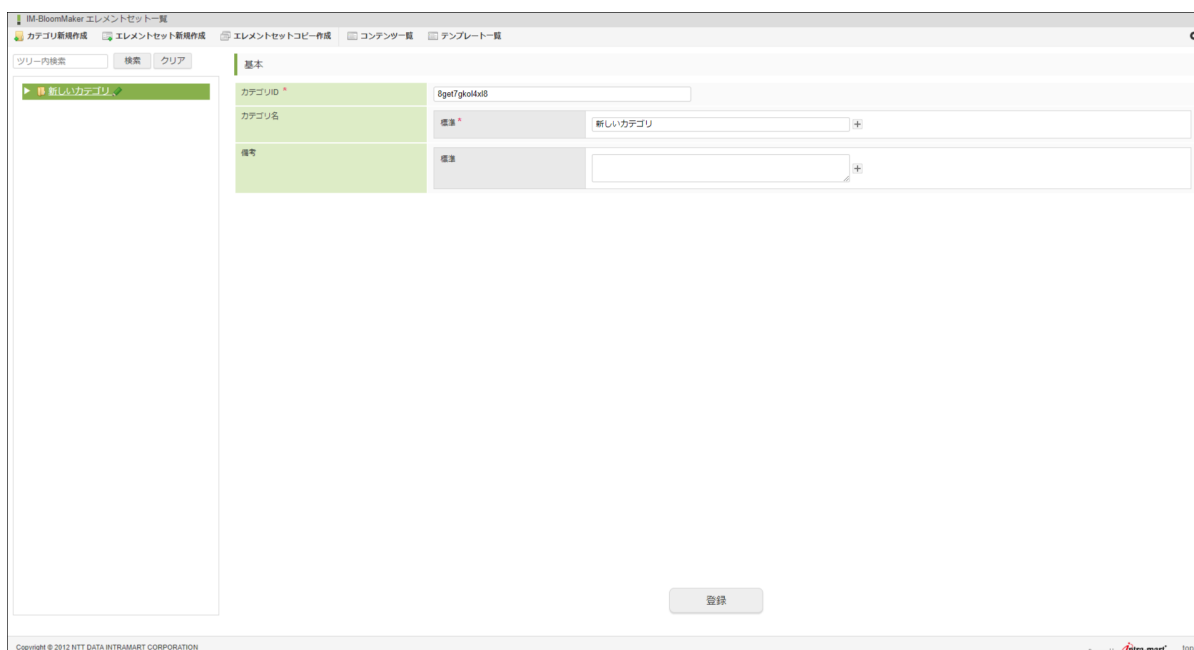 IM-BloomMaker エレメントセット一覧
カテゴリ新規作成 エレメントセット新規作成 エレメントセットコピー作成 コンテンツ一覧 テンプレート一覧
ツリー内検索 検索 クリア
基本
新しいカテゴリ
カテゴリID *
8get7gkol4xl8
カテゴリ名
標準 *
新しいカテゴリ
備考
標準
登録
Copyright © 2012 NTT DATA INTRAMART CORPORATION
intra-mart top